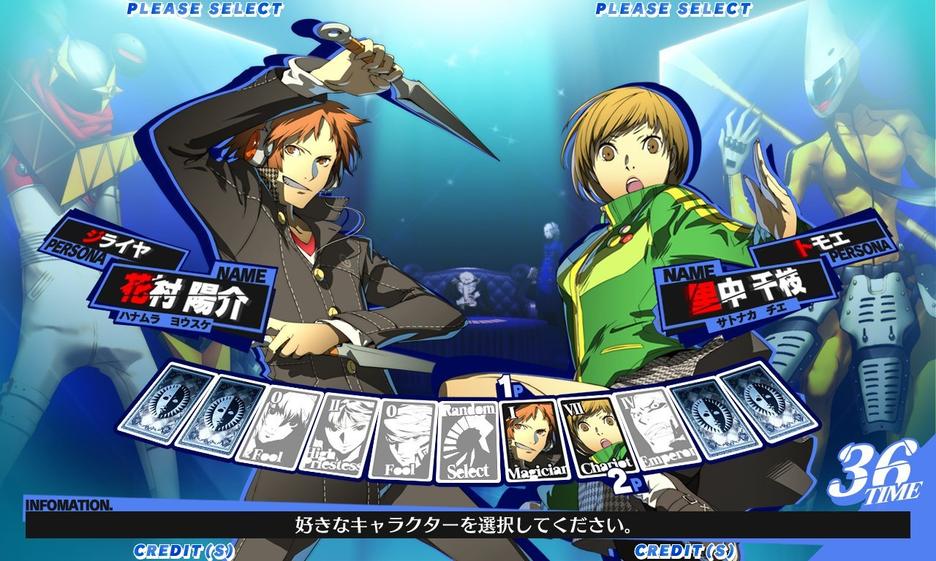 PLEASE SELECT
PLEASE SELECT
ジライヤ
PERSONA
NAME
花村 陽介
ハナムラ ヨウスケ
トモエ
PERSONA
NAME
里中 千枝
サトナカ チエ
1P
O
Fool
II
High Priestess
O
Fool
Random
Select
I
Magician
VII
Chariot
IV
Emperor
2P
36
TIME
INFOMATION.
好きなキャラクターを選択してください。
CREDIT(S)
CREDIT(S)